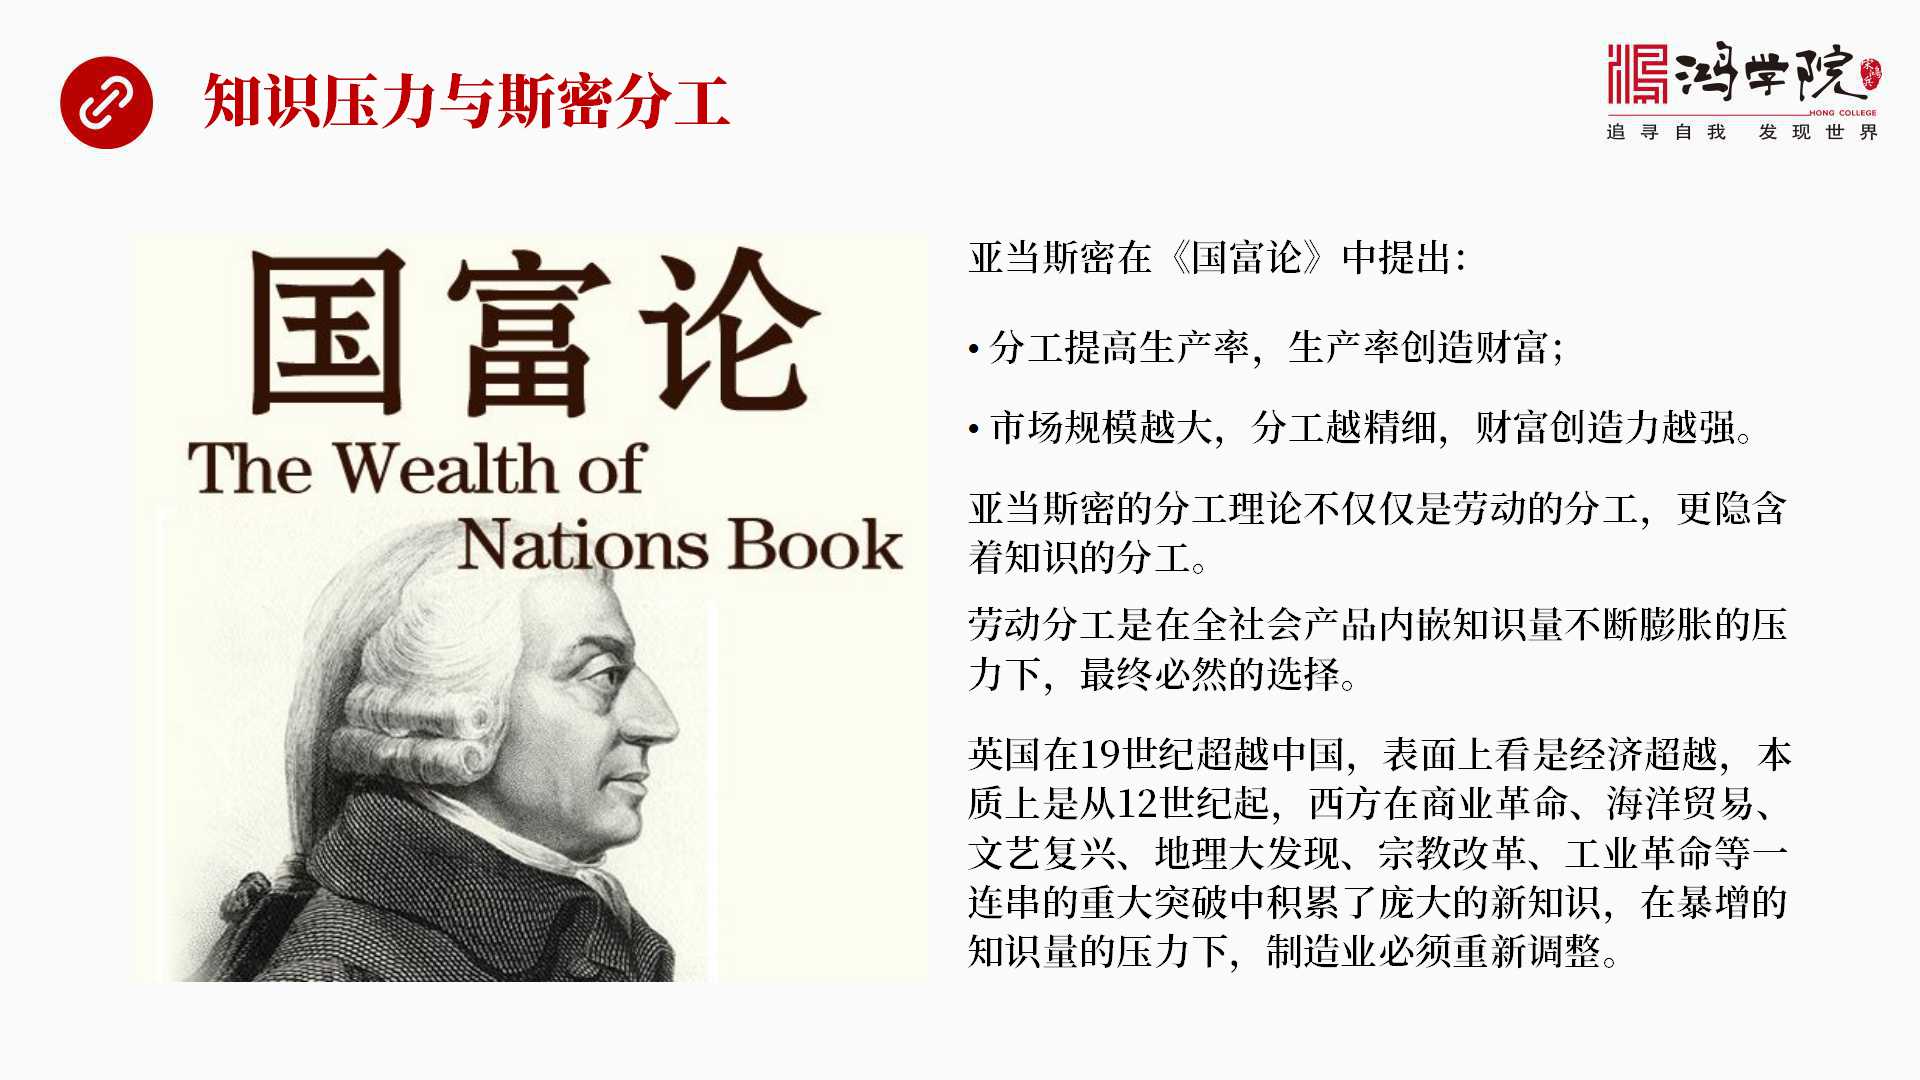 知识压力与斯密分工
鸿学院
宋鸿兵
HONG COLLEGE
追寻自我 发现世界
国富论
The Wealth of
Nations Book
亚当斯密在《国富论》中提出：
• 分工提高生产率，生产率创造财富；
• 市场规模越大，分工越精细，财富创造力越强。
亚当斯密的分工理论不仅仅是劳动的分工，更隐含
着知识的分工。
劳动分工是在全社会产品内嵌知识量不断膨胀的压
力下，最终必然的选择。
英国在19世纪超越中国，表面上看是经济超越，本
质上是从12世纪起，西方在商业革命、海洋贸易、
文艺复兴、地理大发现、宗教改革、工业革命等一
连串的重大突破中积累了庞大的新知识，在暴增的
知识量的压力下，制造业必须重新调整。